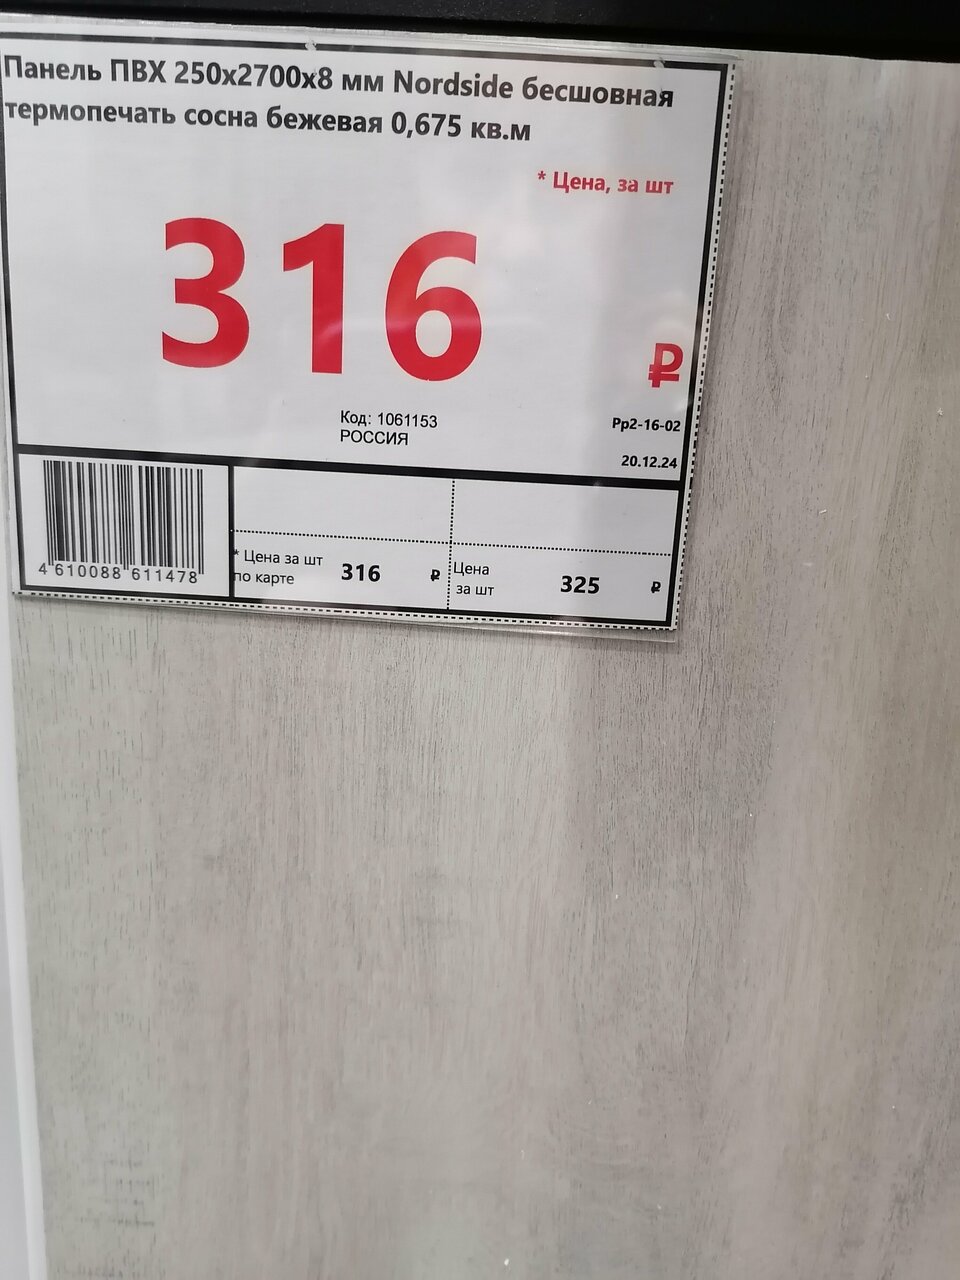 Панель ПВХ 250х2700х8 мм Nordside бесшовная
термопечать сосна бежевая 0,675 кв.м
* Цена, за шт
316
₽
Код: 1061153
РОССИЯ
Рр2-16-02
20.12.24
4 610088 611478
* Цена за шт
по карте
316 ₽
Цена
за шт
325 ₽